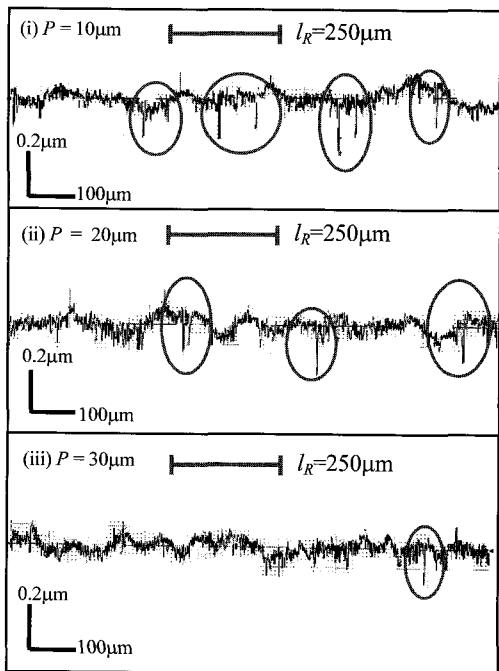 (i) P = 10μm
l_R=250μm
0.2μm
100μm
(ii) P = 20μm
l_R=250μm
0.2μm
100μm
(iii) P = 30μm
l_R=250μm
0.2μm
100μm